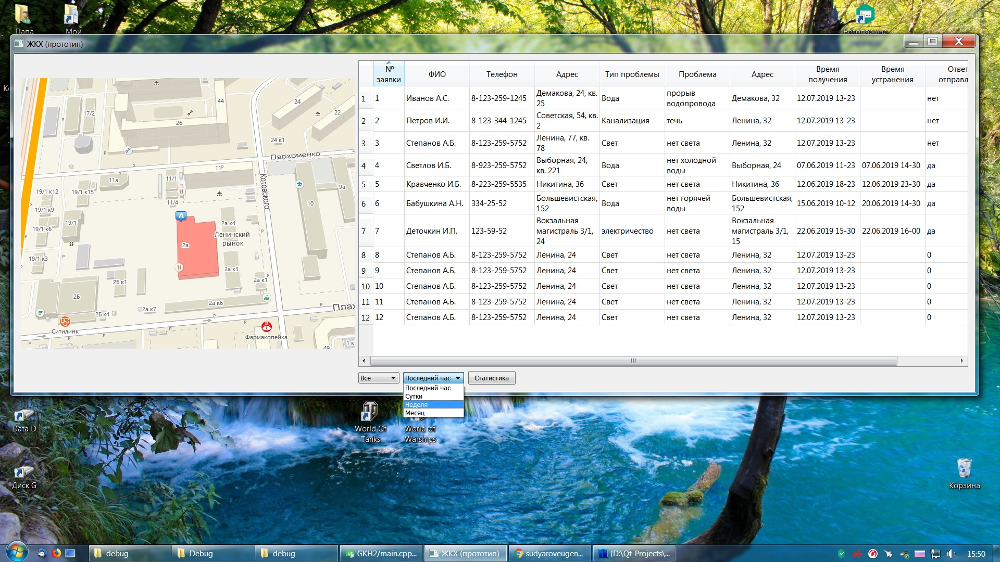 Папа
Мои
Безопасные
ЖКХ (прототип)
44
17/2
26
24
22
24 к1
Пархоменко
11
11а
11/1
19/1 к12
19/1 к15
11/4
Котовского
9а
10
19/1 к9
19/1
19/1 к6
2а к4
Ленинский
рынок
2а
19/1 к3
2а к3
2Б к1
2а к1
2Б
2а к6
2а к7
2Б к4
Плах
Ситилинк
Фармакопейка
49
1 к
№
заявки
ФИО
Телефон
Адрес
Тип проблемы
Проблема
Адрес
Время
получения
Время
устранения
Ответ
отправл
1 1 Иванов А.С. 8-123-259-1245 Демакова, 24, кв. 25 Вода прорыв водопровода Демакова, 32 12.07.2019 13-23 нет
2 2 Петров И.И. 8-123-344-1245 Советская, 54, кв. 2 Канализация течь Ленина, 32 12.07.2019 13-23 нет
3 3 Степанов А.Б. 8-123-259-5752 Ленина, 77, кв. 78 Свет нет света Ленина, 32 12.07.2019 13-23 нет
4 4 Светлов И.Б. 8-923-259-5752 Выборная, 24, кв. 221 Вода нет холодной воды Выборная, 24 07.06.2019 11-23 07.06.2019 14-30 да
5 5 Кравченко И.Б. 8-223-259-5535 Никитина, 36 Свет нет света Никитина, 36 12.06.2019 18-23 12.06.2019 23-30 да
6 6 Бабушкина А.Н. 334-25-52 Большевистская, 152 Вода нет горячей воды Большевистская, 152 15.06.2019 10-12 20.06.2019 14-30 да
7 7 Деточкин И.П. 123-59-52 Вокзальная магистраль 3/1, 24 электричество нет света Вокзальная магистраль 3/1, 15 22.06.2019 15-30 22.06.2019 16-00 да
8 8 Степанов А.Б. 8-123-259-5752 Ленина, 24 Свет нет света Ленина, 32 12.07.2019 13-23 0
9 9 Степанов А.Б. 8-123-259-5752 Ленина, 24 Свет нет света Ленина, 32 12.07.2019 13-23 0
10 10 Степанов А.Б. 8-123-259-5752 Ленина, 24 Свет нет света Ленина, 32 12.07.2019 13-23 0
11 11 Степанов А.Б. 8-123-259-5752 Ленина, 24 Свет нет света Ленина, 32 12.07.2019 13-23 0
12 12 Степанов А.Б. 8-123-259-5752 Ленина, 24 Свет нет света Ленина, 32 12.07.2019 13-23 0
Все
Последний час
Статистика
Последний час
Сутки
Неделя
Месяц
Data D
World Of
Tanks
World of
Warships
Диск G
Корзина
debug
Debug
debug
GKH2/main.cpp...
ЖКХ (прототип)
sudyaroveugen...
{D:\Qt_Projects\...
15:50